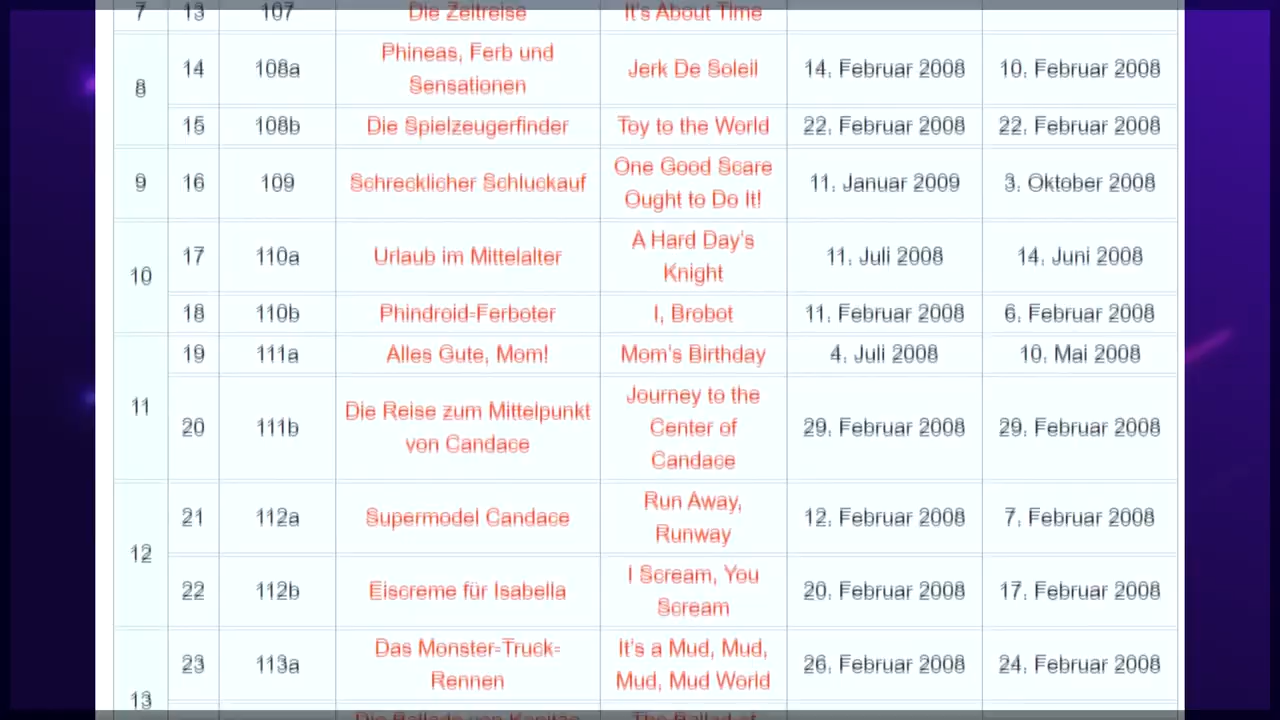 7 13 107 Die Zeitreise It's About Time
8
14 108a Phineas, Ferb und Sensationen Jerk De Soleil 14. Februar 2008 10. Februar 2008
15 108b Die Spielzeugerfinder Toy to the World 22. Februar 2008 22. Februar 2008
9 16 109 Schrecklicher Schluckauf One Good Scare Ought to Do It! 11. Januar 2009 3. Oktober 2008
10
17 110a Urlaub im Mittelalter A Hard Day's Knight 11. Juli 2008 14. Juni 2008
18 110b Phindroid-Ferboter I, Brobot 11. Februar 2008 6. Februar 2008
11
19 111a Alles Gute, Mom! Mom's Birthday 4. Juli 2008 10. Mai 2008
20 111b Die Reise zum Mittelpunkt von Candace Journey to the Center of Candace 29. Februar 2008 29. Februar 2008
12
21 112a Supermodel Candace Run Away, Runway 12. Februar 2008 7. Februar 2008
22 112b Eiscreme für Isabella I Scream, You Scream 20. Februar 2008 17. Februar 2008
13
23 113a Das Monster-Truck-Rennen It's a Mud, Mud, Mud, Mud World 26. Februar 2008 24. Februar 2008
Die Ballade von Kapitän The Ballad of